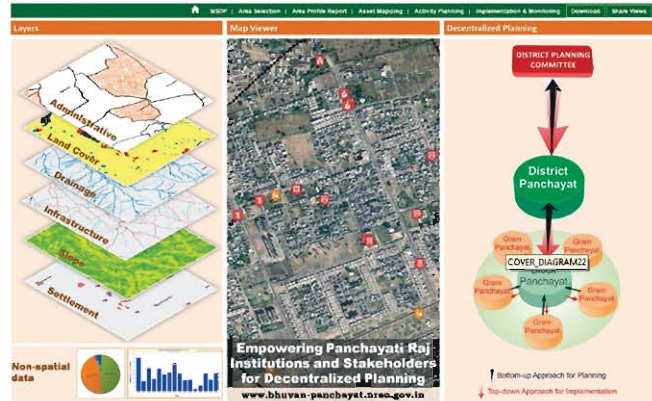 MSDP | Area Selection | Area Profile Report | Asset Mapping | Activity Planning | Implementation & Monitoring | Download | Share Views
Layers
Administrative
Land Cover
Drainage
Infrastructure
Slope
Settlement
Non-spatial
data
Map Viewer
Empowering Panchayati Raj
Institutions and Stakeholders
for Decentralized Planning
www.bhuvan-panchayat.nrsc.gov.in
Decentralized Planning
DISTRICT PLANNING
COMMITTEE
District
Panchayat
Gram
Panchayat
Gram
Panchayat
COVER_DIAGRAM22
Panchayat
Gram
Panchayat
Gram
Panchayat
Gram
Panchayat
Bottom-up Approach for Planning
Top-down Approach for Implementation